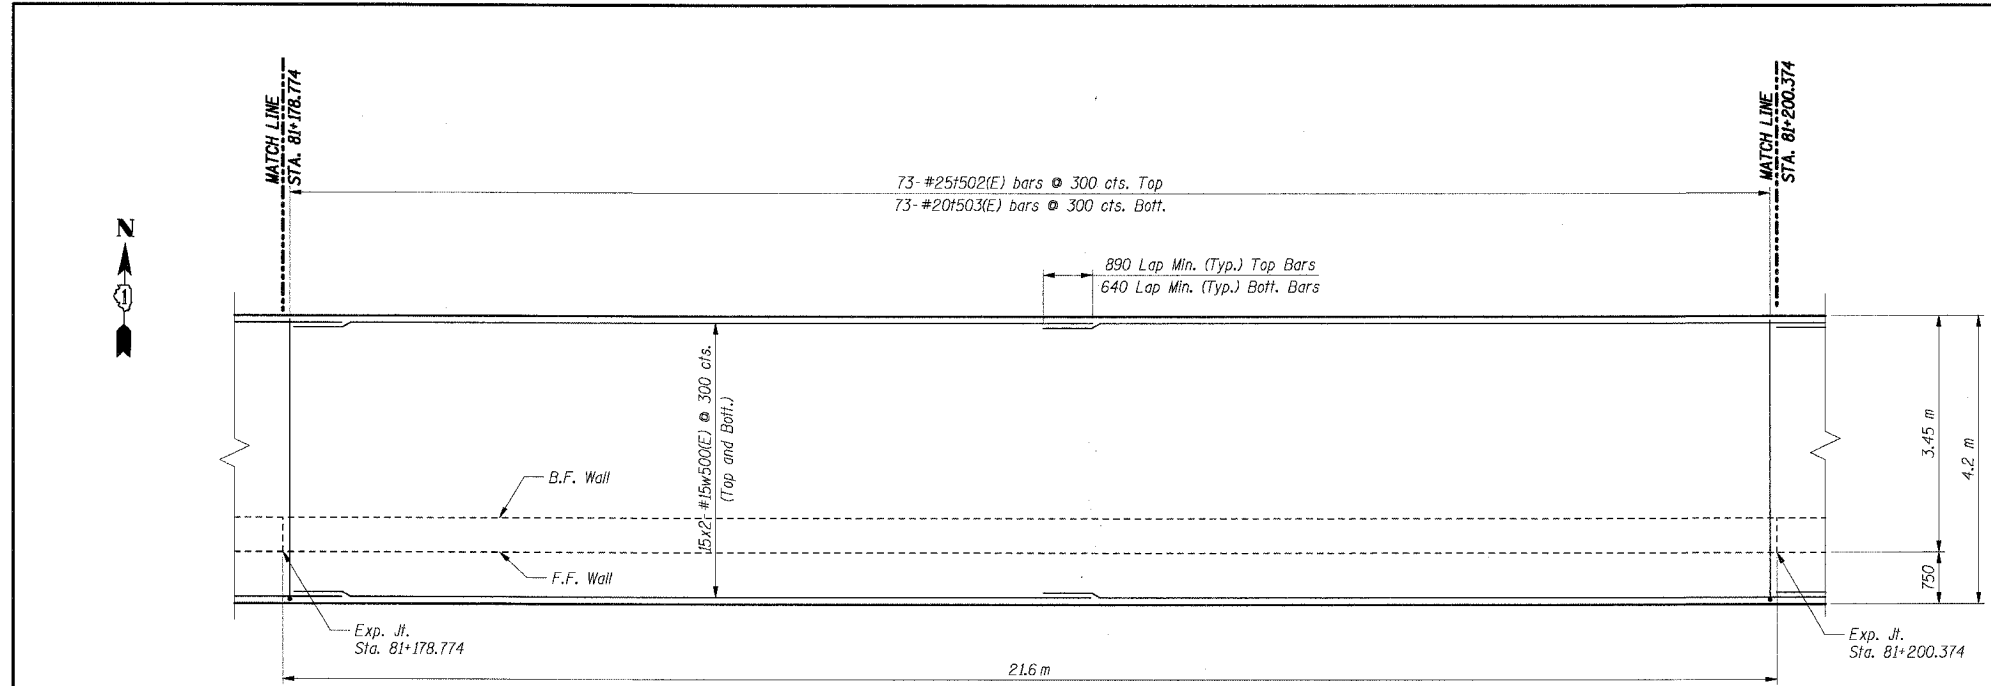 MATCH LINE
STA. 81+178.774
MATCH LINE
STA. 81+200.374
73-#25t502(E) bars @ 300 cts. Top
73-#20t503(E) bars @ 300 cts. Bott.
N
1
890 Lap Min. (Typ.) Top Bars
640 Lap Min. (Typ.) Bott. Bars
15x2-#15w500(E) @ 300 cts.
(Top and Bott.)
3.45 m
4.2 m
B.F. Wall
F.F. Wall
750
Exp. Jt.
Sta. 81+178.774
Exp. Jt.
Sta. 81+200.374
21.6 m